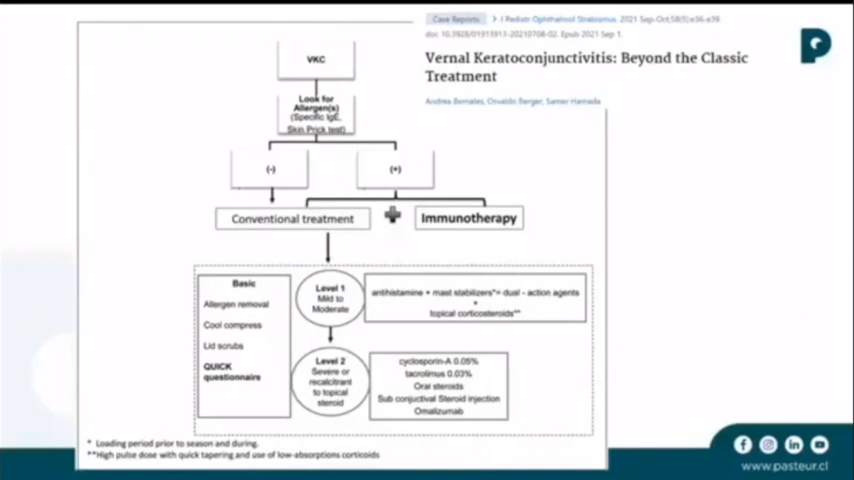 Case Reports > J Pediatr Ophthalmol Strabismus. 2021 Sep-Oct;58(5):e36-e39.
doi: 10.3928/01913913-20210708-02. Epub 2021 Sep 1.
Vernal Keratoconjunctivitis: Beyond the Classic
Treatment
Andrea Bernales, Osvaldo Berger, Samer Hamada
VKC
Look for
Allergen(s)
(Specific IgE,
Skin Prick test)
(-)
(+)
Conventional treatment
Immunotherapy
Basic
Allergen removal
Cool compress
Lid scrubs
QUICK
questionnaire
Level 1
Mild to
Moderate
antihistamine + mast stabilizers*= dual - action agents
+
topical corticosteroids**
Level 2
Severe or
recalcitrant
to topical
steroid
cyclosporin-A 0.05%
tacrolimus 0.03%
Oral steroids
Sub conjuctival Steroid injection
Omalizumab
* Loading period prior to season and during.
**High pulse dose with quick tapering and use of low-absorptions corticoids
www.pasteur.cl